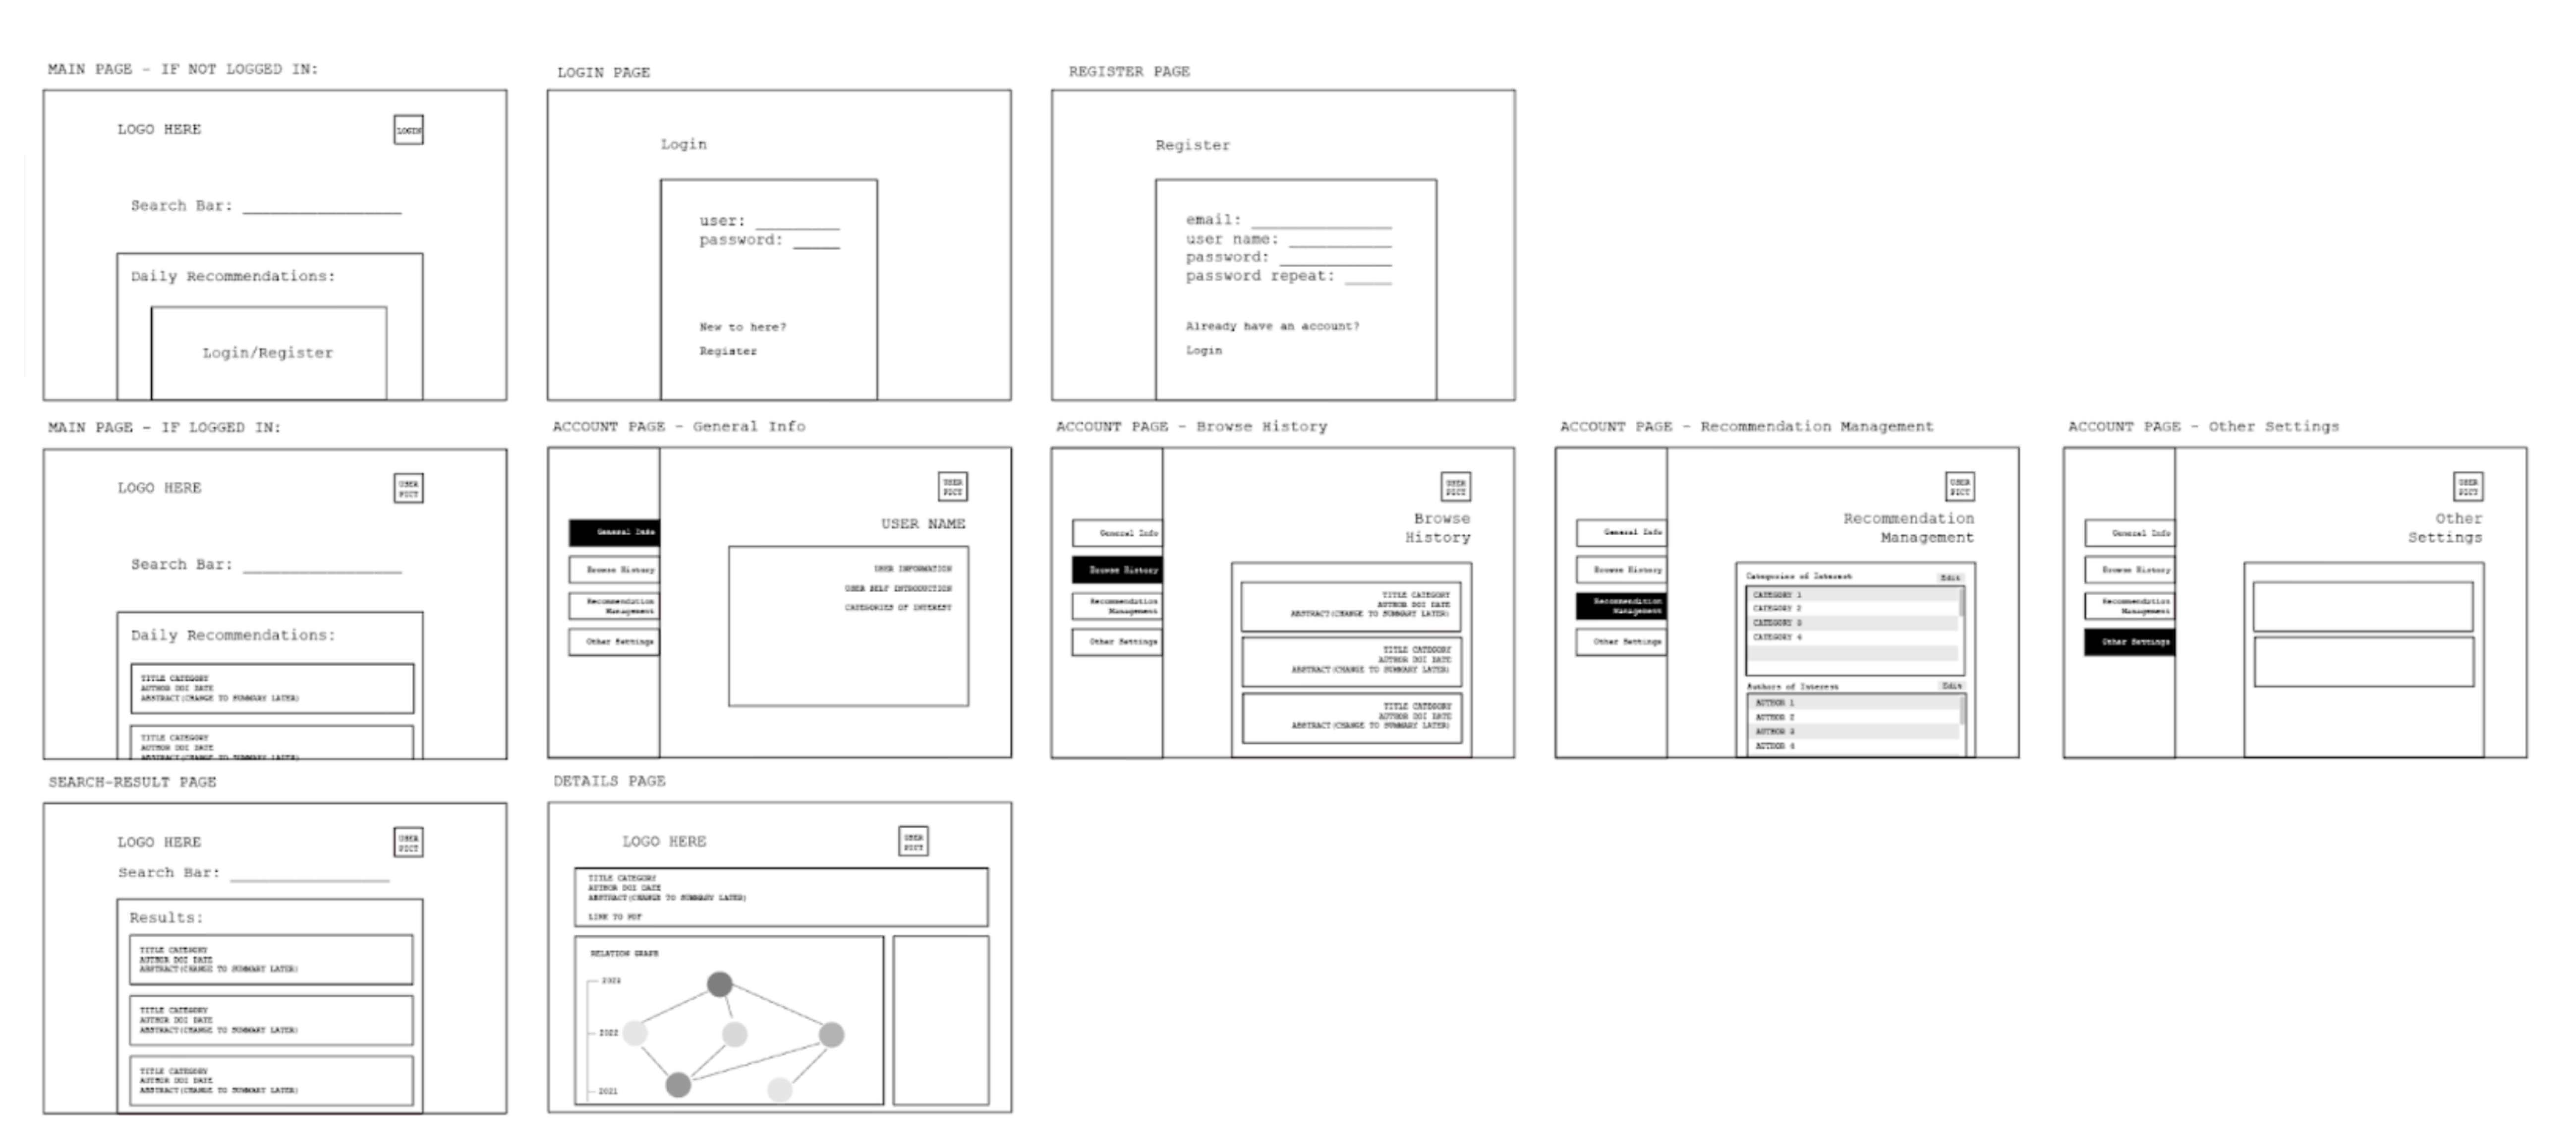 MAIN PAGE - IF NOT LOGGED IN:
LOGO HERE
LOGIN
Search Bar: _________________
Daily Recommendations:
Login/Register
LOGIN PAGE
Login
user: _________
password: _____
New to here?
Register
REGISTER PAGE
Register
email: _______________
user name: ___________
password: ____________
password repeat: _____
Already have an account?
Login
MAIN PAGE - IF LOGGED IN:
LOGO HERE
USER
PICT
Search Bar: _________________
Daily Recommendations:
TITLE CATEGORY
AUTHOR DOI DATE
ABSTRACT(CHANGE TO SUMMARY LATER)
TITLE CATEGORY
AUTHOR DOI DATE
ABSTRACT(CHANGE TO SUMMARY LATER)
ACCOUNT PAGE - General Info
General Info
Browse History
Recommendation
Management
Other Settings
USER
PICT
USER NAME
USER INFORMATION
USER SELF INTRODUCTION
CATEGORIES OF INTEREST
ACCOUNT PAGE - Browse History
General Info
Browse History
Recommendation
Management
Other Settings
USER
PICT
Browse
History
TITLE CATEGORY
AUTHOR DOI DATE
ABSTRACT(CHANGE TO SUMMARY LATER)
TITLE CATEGORY
AUTHOR DOI DATE
ABSTRACT(CHANGE TO SUMMARY LATER)
TITLE CATEGORY
AUTHOR DOI DATE
ABSTRACT(CHANGE TO SUMMARY LATER)
ACCOUNT PAGE - Recommendation Management
General Info
Browse History
Recommendation
Management
Other Settings
USER
PICT
Recommendation
Management
Categories of Interest Edit
CATEGORY 1
CATEGORY 2
CATEGORY 3
CATEGORY 4
Authors of Interest Edit
AUTHOR 1
AUTHOR 2
AUTHOR 3
AUTHOR 4
ACCOUNT PAGE - Other Settings
General Info
Browse History
Recommendation
Management
Other Settings
USER
PICT
Other
Settings
SEARCH-RESULT PAGE
LOGO HERE
USER
PICT
Search Bar: _________________
Results:
TITLE CATEGORY
AUTHOR DOI DATE
ABSTRACT(CHANGE TO SUMMARY LATER)
TITLE CATEGORY
AUTHOR DOI DATE
ABSTRACT(CHANGE TO SUMMARY LATER)
TITLE CATEGORY
AUTHOR DOI DATE
ABSTRACT(CHANGE TO SUMMARY LATER)
DETAILS PAGE
LOGO HERE
USER
PICT
TITLE CATEGORY
AUTHOR DOI DATE
ABSTRACT(CHANGE TO SUMMARY LATER)
LINK TO PDF
RELATION GRAPH
2022
2021